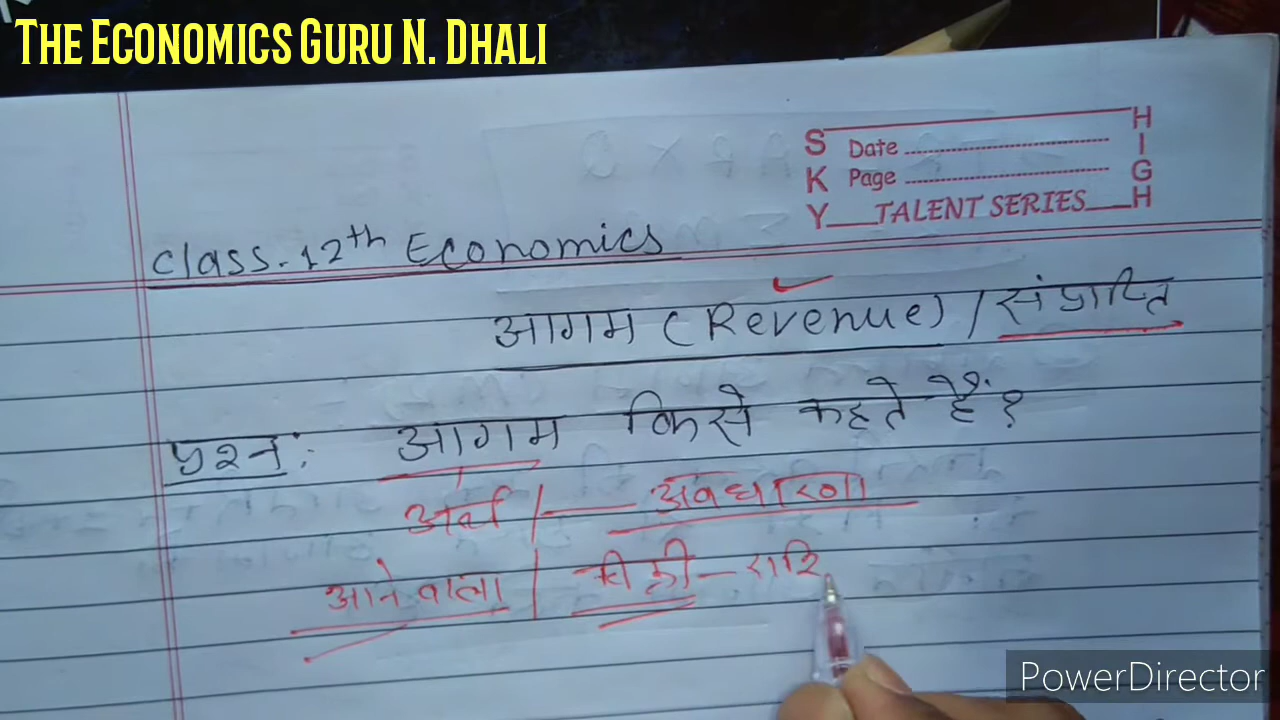 THE ECONOMICS GURU N. DHALI
S H
Date
I
K Page
G
Y TALENT SERIES H
Class. 12th Economics
आगम (Revenue) / संप्राप्ति
प्रश्न: आगम किसे कहते हैं?
अर्थ / — अवधारणा
आने वाला / बिक्री - राशि
PowerDirector